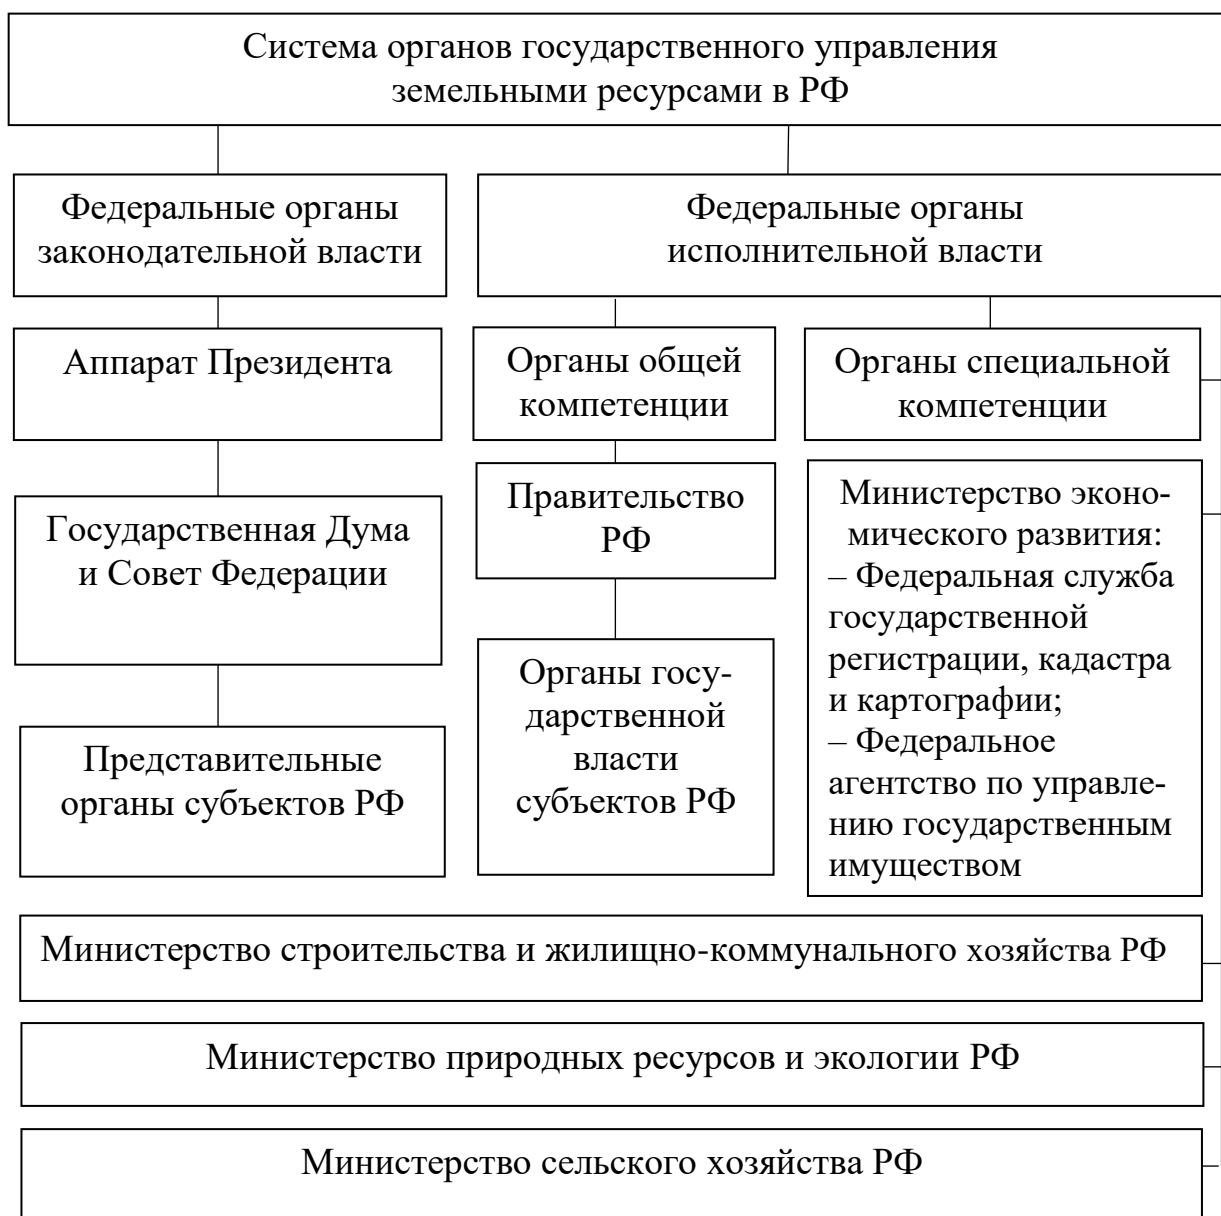 Система органов государственного управления
земельными ресурсами в РФ
Федеральные органы
законодательной власти
Федеральные органы
исполнительной власти
Аппарат Президента
Органы общей
компетенции
Органы специальной
компетенции
Государственная Дума
и Совет Федерации
Правительство
РФ
Министерство эконо-
мического развития:
– Федеральная служба
государственной
регистрации, кадастра
и картографии;
– Федеральное
агентство по управле-
нию государственным
имуществом
Представительные
органы субъектов РФ
Органы госу-
дарственной
власти
субъектов РФ
Министерство строительства и жилищно-коммунального хозяйства РФ
Министерство природных ресурсов и экологии РФ
Министерство сельского хозяйства РФ